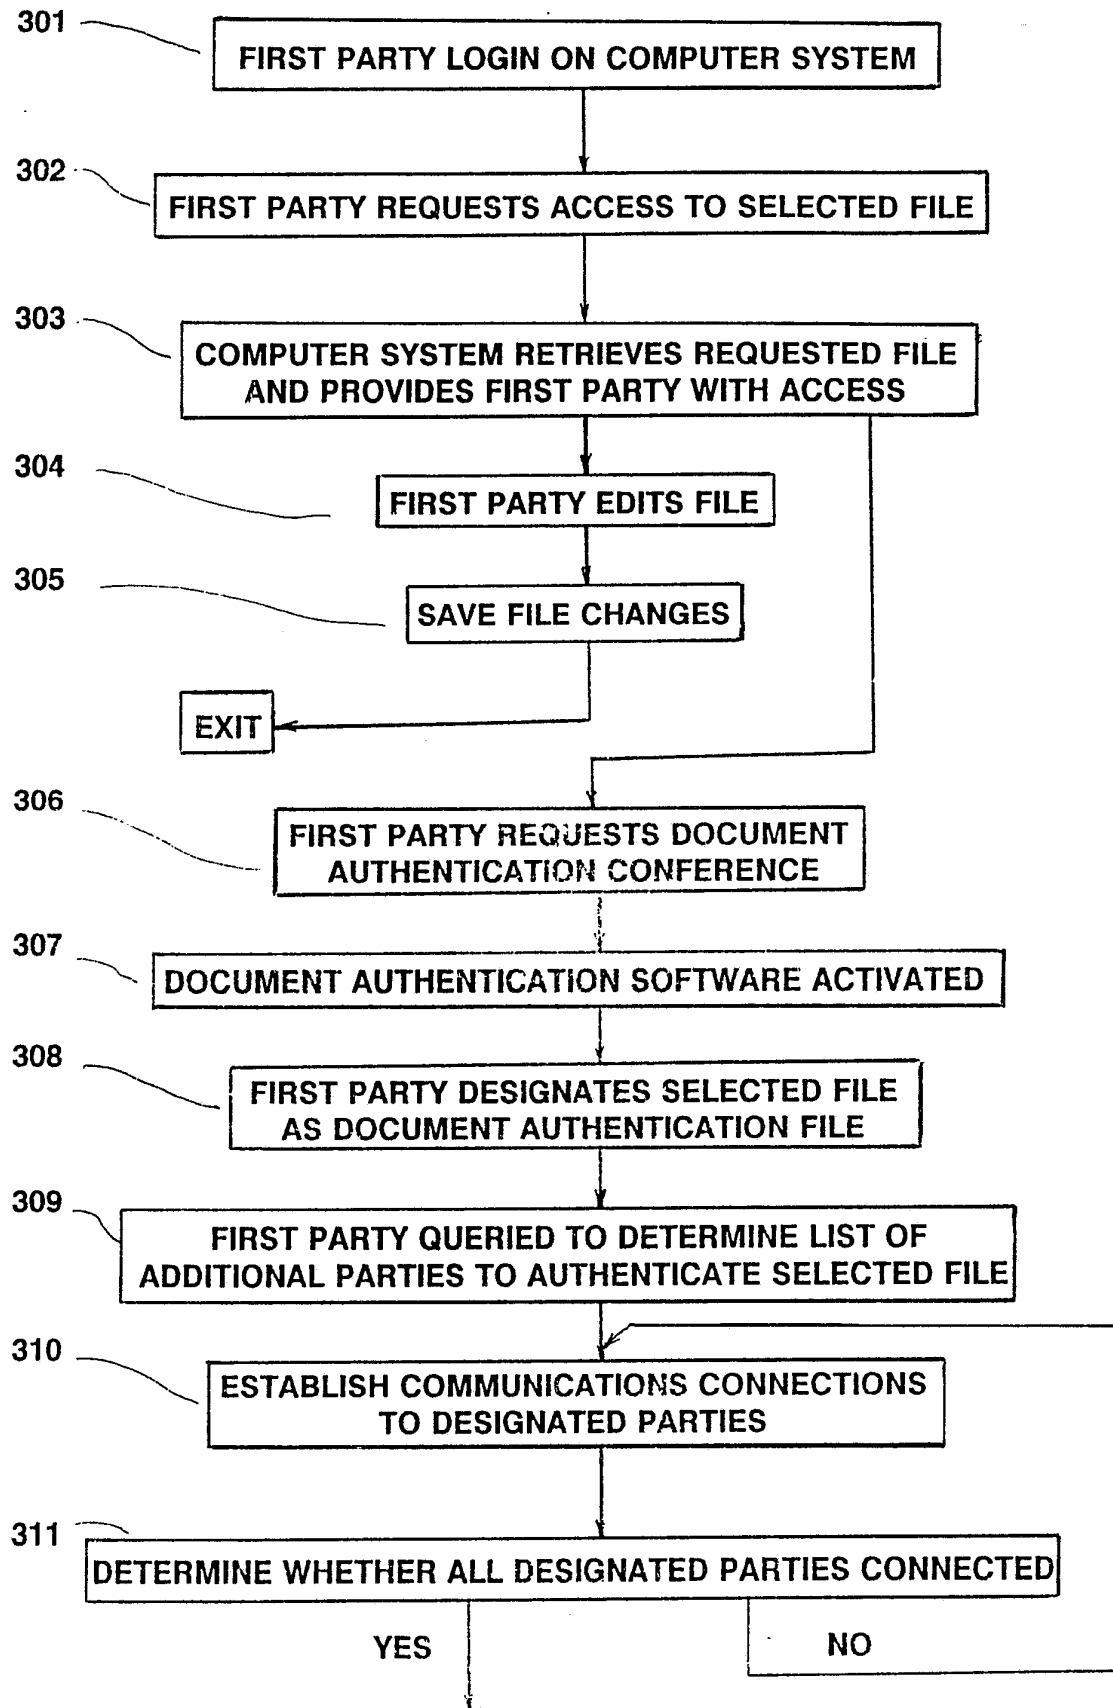 301
FIRST PARTY LOGIN ON COMPUTER SYSTEM
302
FIRST PARTY REQUESTS ACCESS TO SELECTED FILE
303
COMPUTER SYSTEM RETRIEVES REQUESTED FILE
AND PROVIDES FIRST PARTY WITH ACCESS
304
FIRST PARTY EDITS FILE
305
SAVE FILE CHANGES
EXIT
306
FIRST PARTY REQUESTS DOCUMENT
AUTHENTICATION CONFERENCE
307
DOCUMENT AUTHENTICATION SOFTWARE ACTIVATED
308
FIRST PARTY DESIGNATES SELECTED FILE
AS DOCUMENT AUTHENTICATION FILE
309
FIRST PARTY QUERIED TO DETERMINE LIST OF
ADDITIONAL PARTIES TO AUTHENTICATE SELECTED FILE
310
ESTABLISH COMMUNICATIONS CONNECTIONS
TO DESIGNATED PARTIES
311
DETERMINE WHETHER ALL DESIGNATED PARTIES CONNECTED
YES
NO